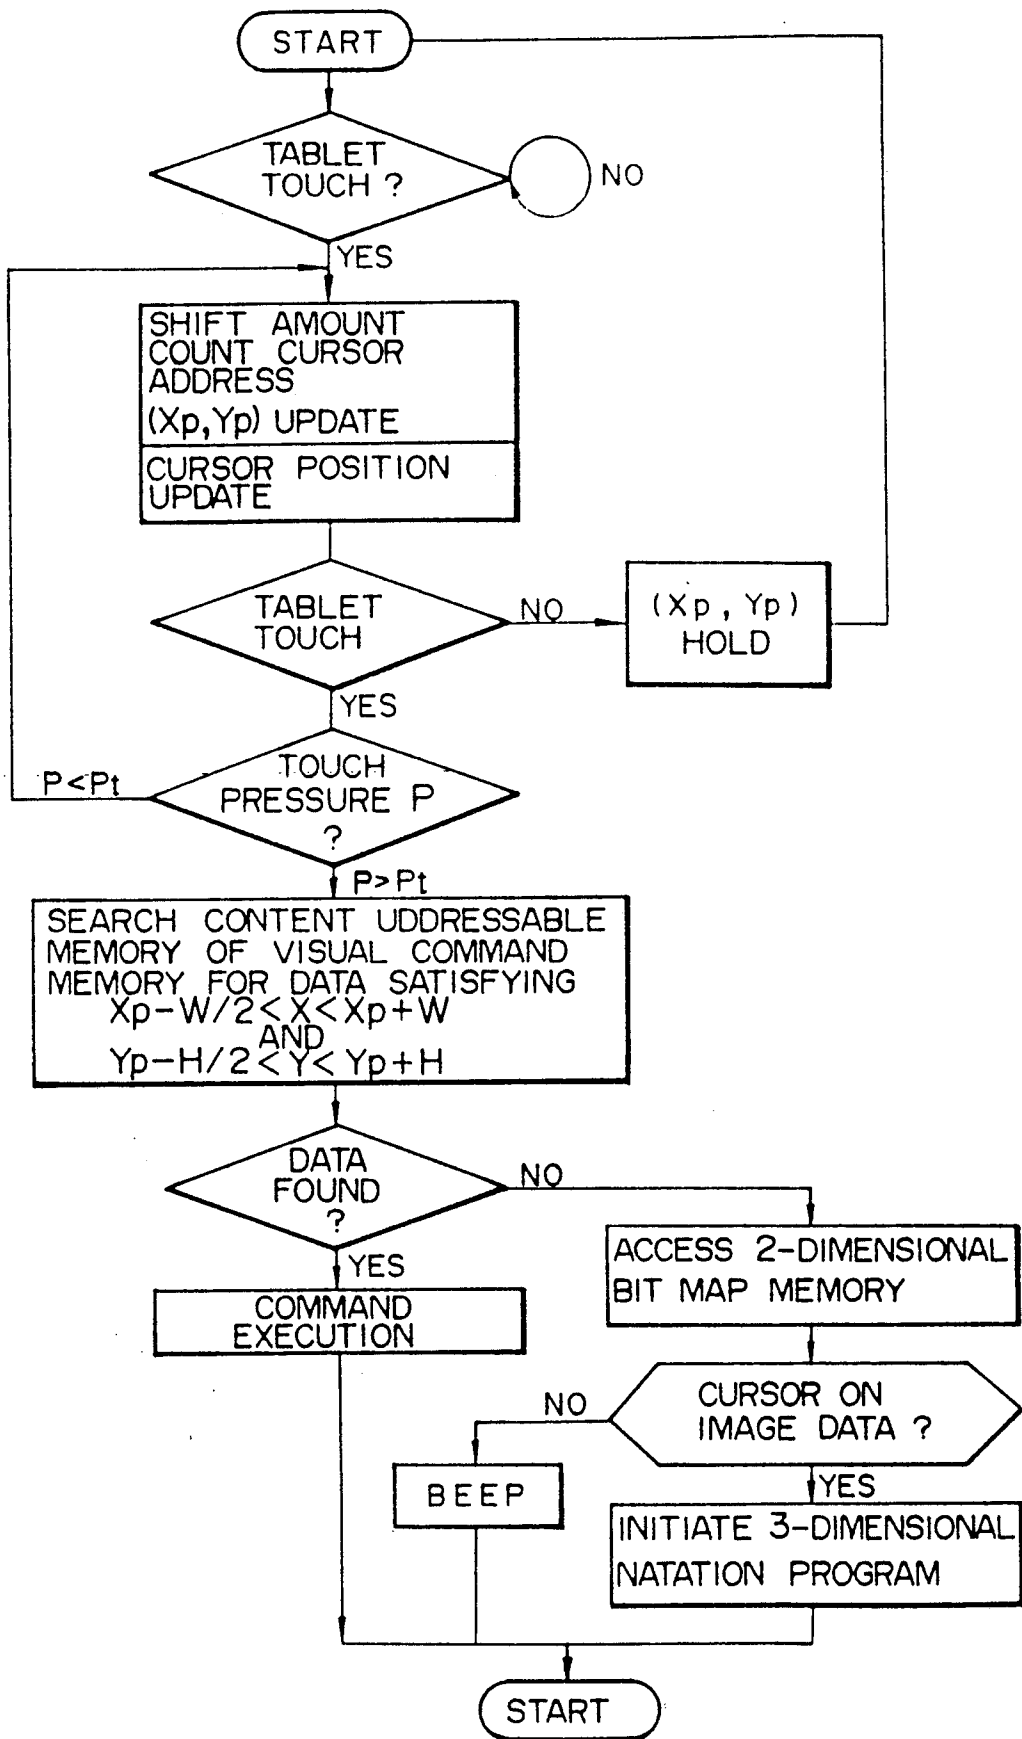 START
TABLET
TOUCH ?
NO
YES
SHIFT AMOUNT
COUNT CURSOR
ADDRESS
(Xp,Yp) UPDATE
CURSOR POSITION
UPDATE
TABLET
TOUCH
NO
(Xp, Yp)
HOLD
YES
TOUCH
PRESSURE P
?
P<Pt
P>Pt
SEARCH CONTENT UDDRESSABLE
MEMORY OF VISUAL COMMAND
MEMORY FOR DATA SATISFYING
Xp-W/2<X<Xp+W
AND
Yp-H/2<Y<Yp+H
DATA
FOUND
?
NO
YES
COMMAND
EXECUTION
ACCESS 2-DIMENSIONAL
BIT MAP MEMORY
CURSOR ON
IMAGE DATA ?
NO
BEEP
YES
INITIATE 3-DIMENSIONAL
NATATION PROGRAM
START